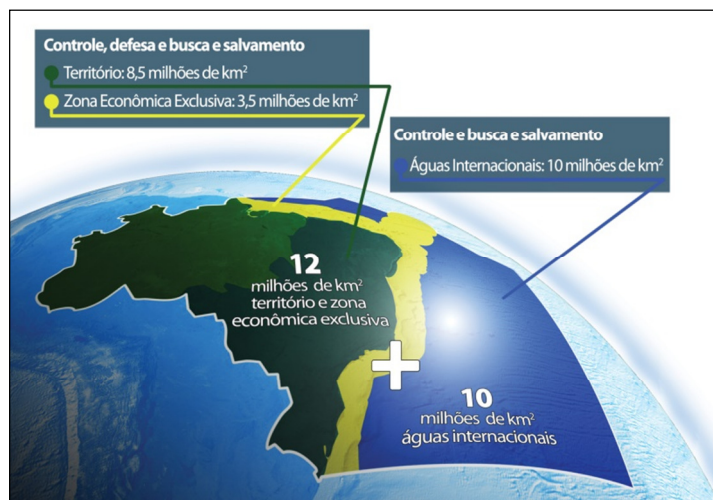 Controle, defesa e busca e salvamento
Território: 8,5 milhões de km²
Zona Econômica Exclusiva: 3,5 milhões de km²
Controle e busca e salvamento
Águas Internacionais: 10 milhões de km²
12
milhões de km²
território e zona
econômica exclusiva
+
10
milhões de km²
águas internacionais